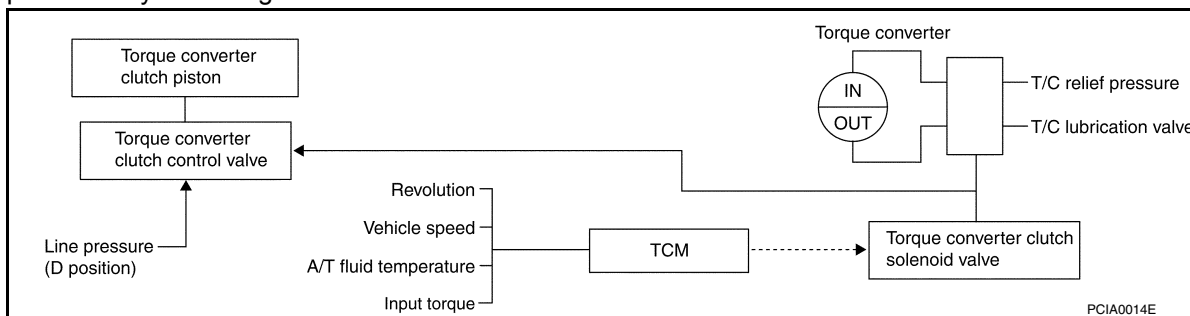 Torque converter
Torque converter
clutch piston
IN
T/C relief pressure
OUT
T/C lubrication valve
Torque converter
clutch control valve
Revolution
Vehicle speed
Line pressure
(D position)
A/T fluid temperature
TCM
Torque converter clutch
solenoid valve
Input torque
PCIA0014E